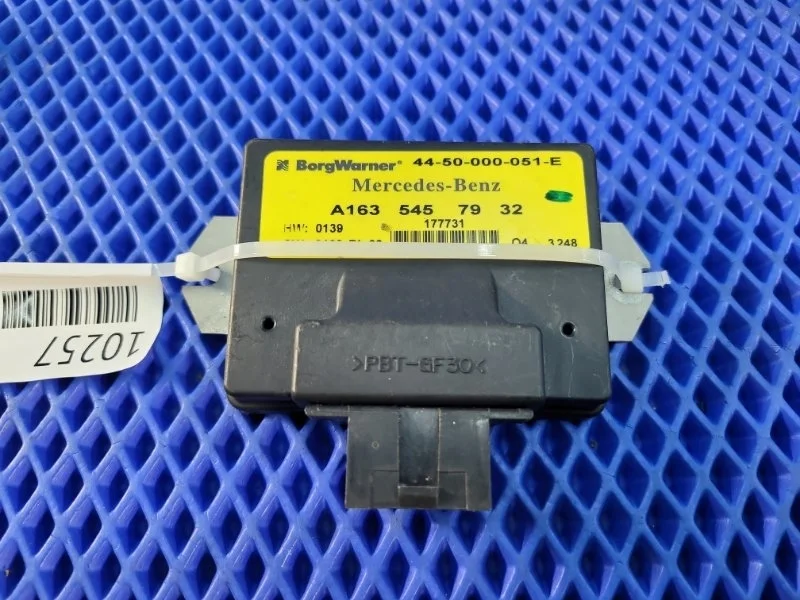 BorgWarner® 44-50-000-051-E
Mercedes-Benz
A163 545 79 32
HW: 0139 177731
Q4 3.248
>PBT-GF30<
10257